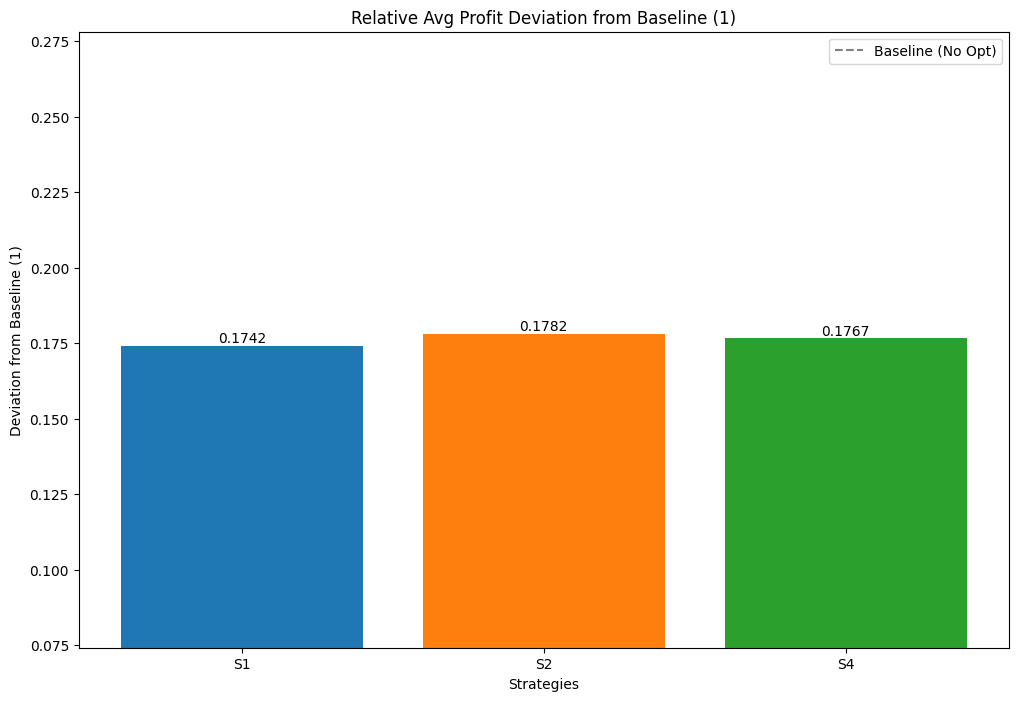 Relative Avg Profit Deviation from Baseline (1)
Baseline (No Opt)
Deviation from Baseline (1)
0.275
0.250
0.225
0.200
0.175
0.150
0.125
0.100
0.075
0.1742
0.1782
0.1767
S1
S2
S4
Strategies